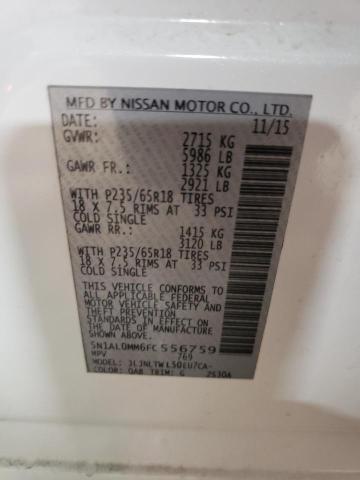 MFD BY NISSAN MOTOR CO., LTD.
DATE: 11/15
GVWR: 2715 KG
5986 LB
GAWR FR.: 1325 KG
2921 LB
WITH P235/65R18 TIRES
18 X 7.5 RIMS AT 33 PSI
COLD SINGLE
GAWR RR.: 1415 KG
3120 LB
WITH P235/65R18 TIRES
18 X 7.5 RIMS AT 33 PSI
COLD SINGLE
THIS VEHICLE CONFORMS TO
ALL APPLICABLE FEDERAL
MOTOR VEHICLE SAFETY AND
THEFT PREVENTION
STANDARDS IN EFFECT ON
THE DATE OF MANUFACTURE
SHOWN ABOVE.
5N1AL0MM6FC556759
MPV 769
COLOR: QAB TRIM: G 2530A